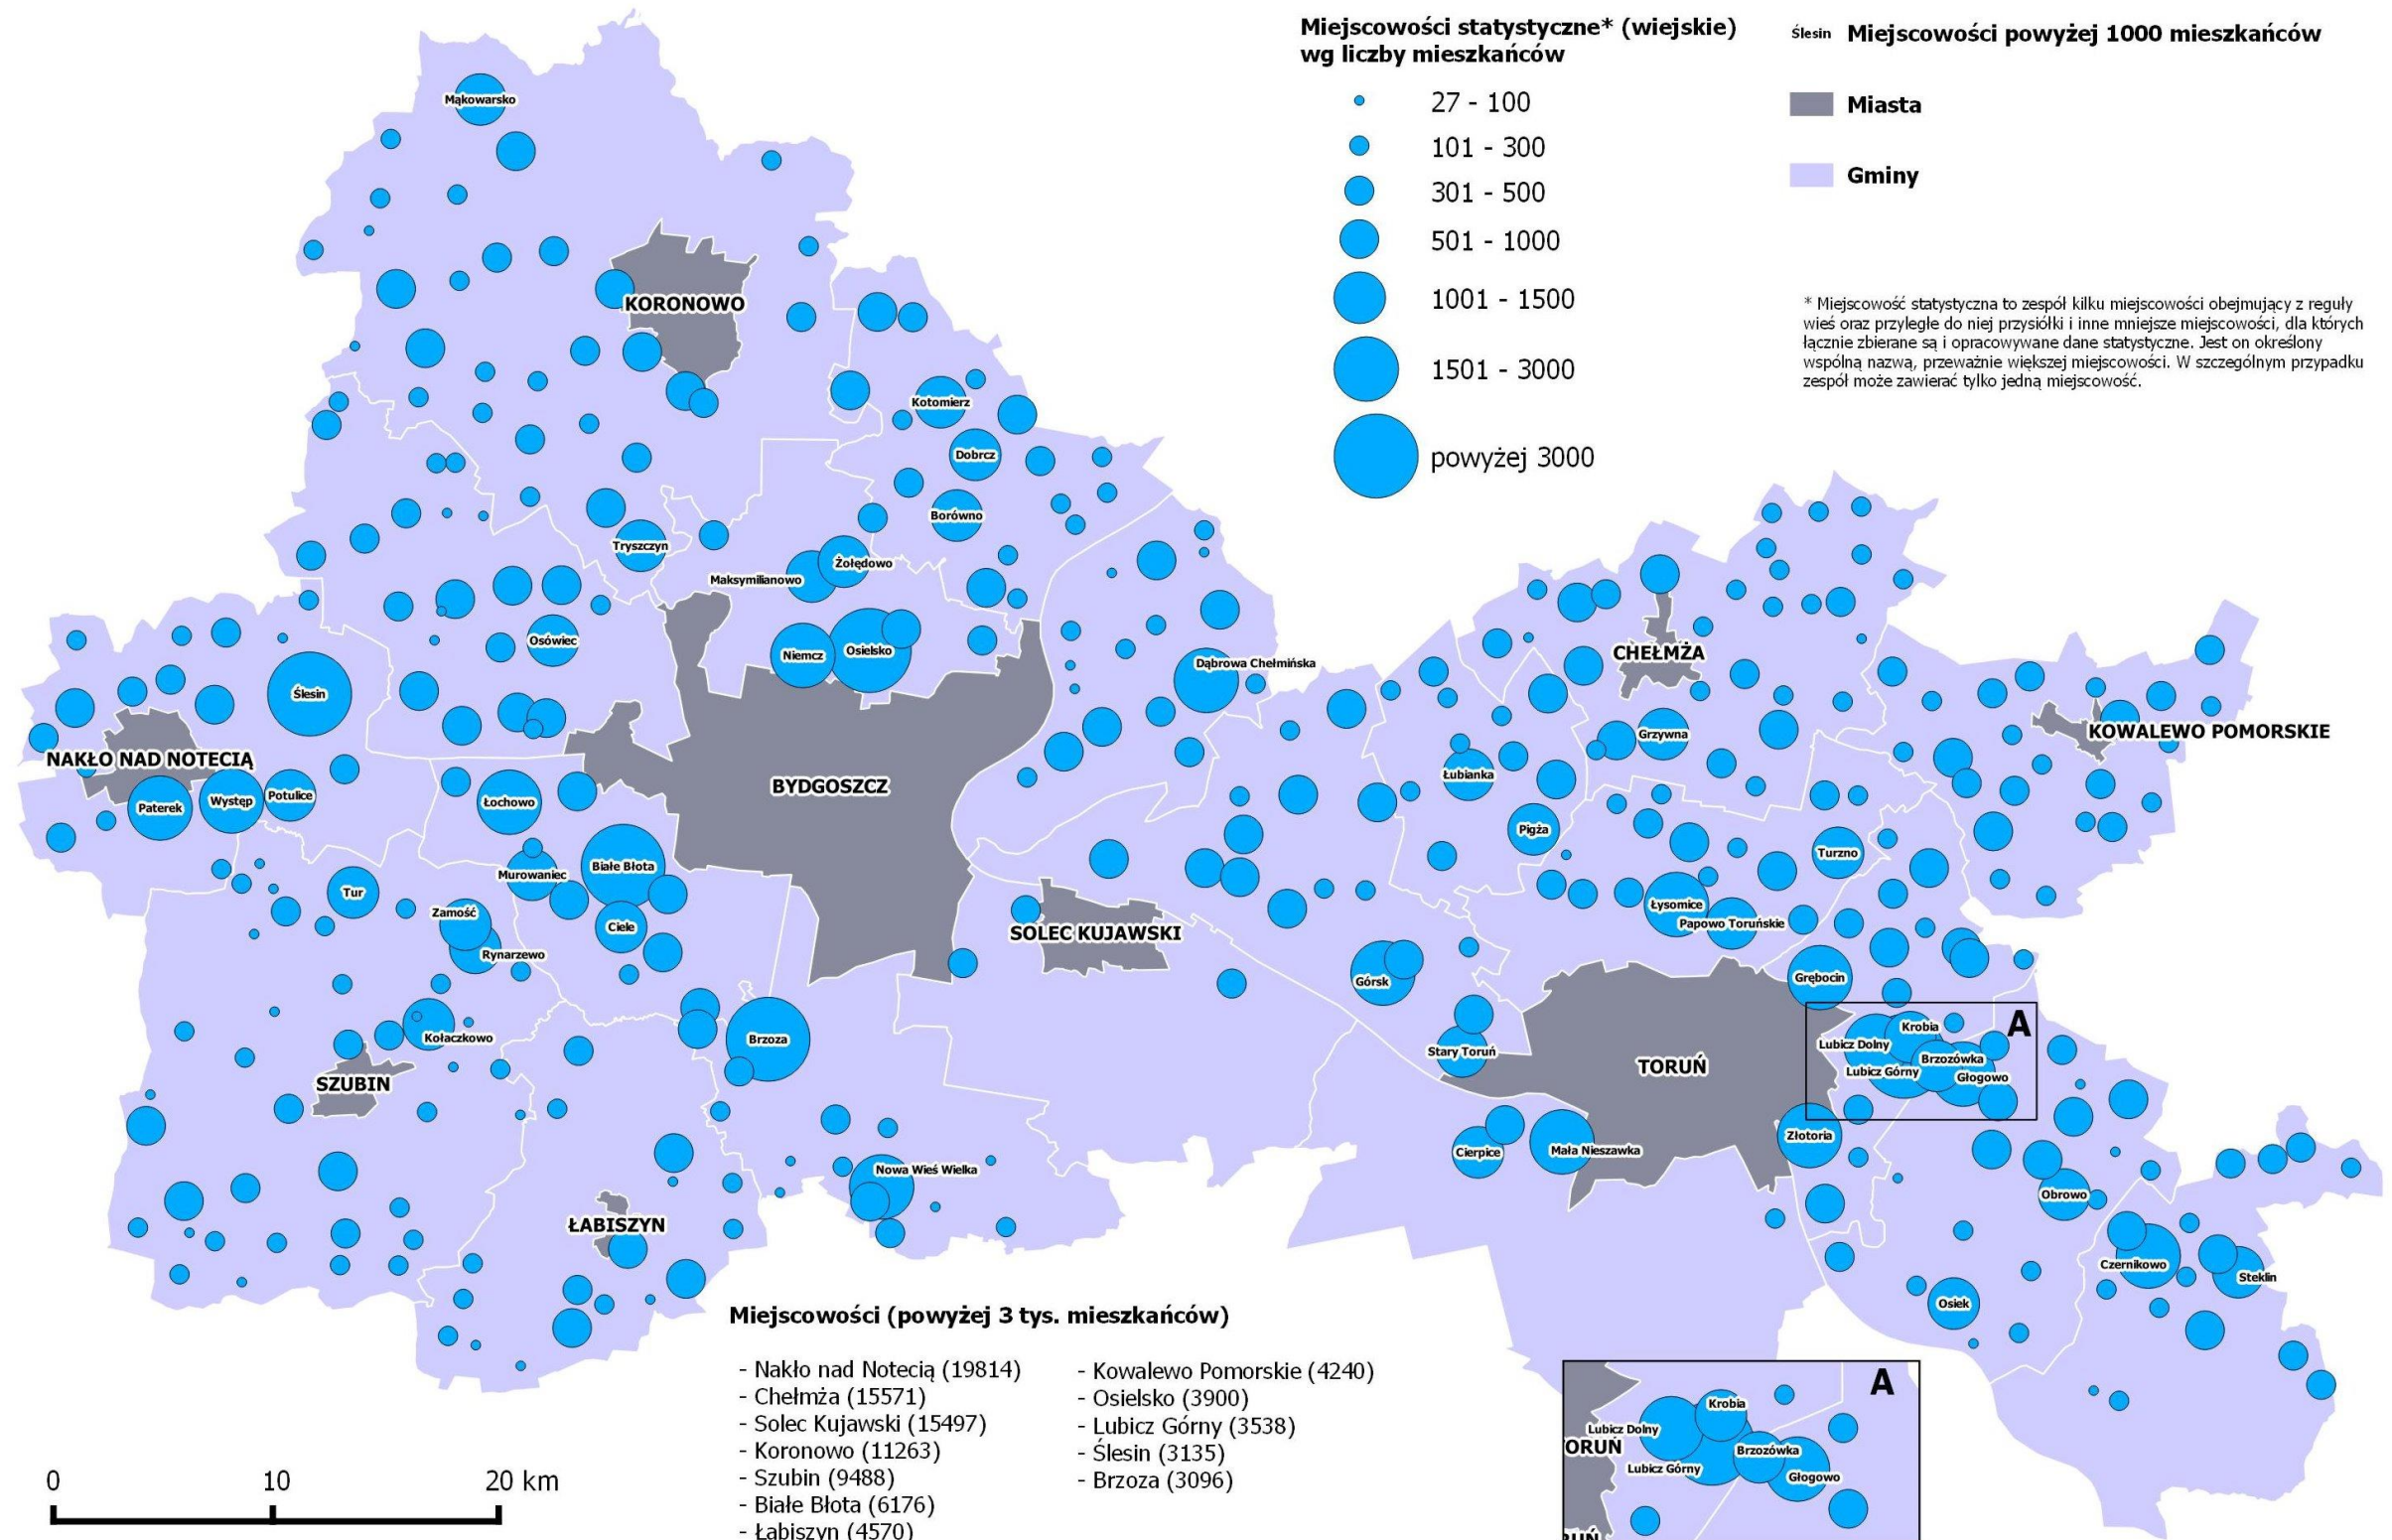 Miejscowości statystyczne* (wiejskie)
wg liczby mieszkańców
27 - 100
101 - 300
301 - 500
501 - 1000
1001 - 1500
1501 - 3000
powyżej 3000
Ślesin Miejscowości powyżej 1000 mieszkańców
Miasta
Gminy
* Miejscowość statystyczna to zespół kilku miejscowości obejmujący z reguły
wieś oraz przyległe do niej przysiółki i inne mniejsze miejscowości, dla których
łącznie zbierane są i opracowywane dane statystyczne. Jest on określony
wspólną nazwą, przeważnie większej miejscowości. W szczególnym przypadku
zespół może zawierać tylko jedną miejscowość.
Mąkowarsko
KORONOWO
Kotomierz
Dobrcz
Borówno
Tryszczyn
Żołędowo
Maksymilianowo
Osówiec
Niemcz
Osielsko
Dąbrowa Chełmińska
CHEŁMŻA
Ślesin
Grzywna
KOWALEWO POMORSKIE
NAKŁO NAD NOTECIĄ
Łubianka
BYDGOSZCZ
Paterek
Występ
Potulice
Łochowo
Pigża
Turzno
Białe Błota
Murowaniec
Tur
Łysomice
Zamość
Papowo Toruńskie
Ciele
SOLEC KUJAWSKI
Rynarzewo
Górsk
Grębocin
A
Krobia
Kołaczkowo
Brzoza
Lubicz Dolny
Stary Toruń
Brzozówka
TORUŃ
Lubicz Górny
Głogowo
SZUBIN
Złotoria
Cierpice
Mała Nieszawka
Nowa Wieś Wielka
Obrowo
ŁABISZYN
Czernikowo
Steklin
Osiek
Miejscowości (powyżej 3 tys. mieszkańców)
- Nakło nad Notecią (19814)
- Chełmża (15571)
- Solec Kujawski (15497)
- Koronowo (11263)
- Szubin (9488)
- Białe Błota (6176)
- Łabiszyn (4570)
- Kowalewo Pomorskie (4240)
- Osielsko (3900)
- Lubicz Górny (3538)
- Ślesin (3135)
- Brzoza (3096)
A
Krobia
Lubicz Dolny
ORUŃ
Brzozówka
Lubicz Górny
Głogowo
0 10 20 km